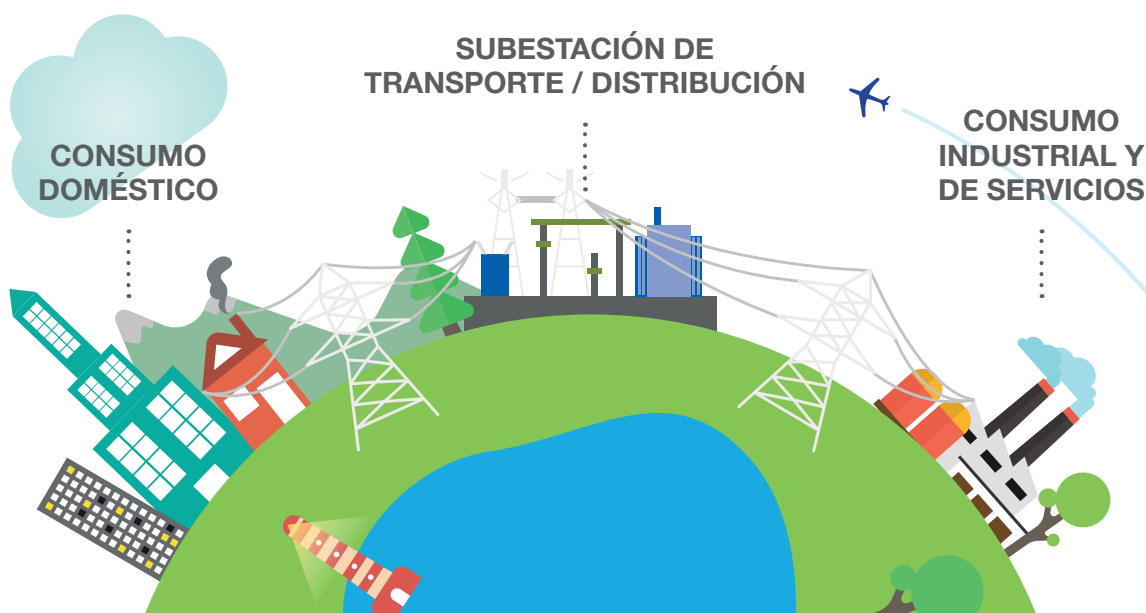 CONSUMO
DOMÉSTICO
SUBESTACIÓN DE
TRANSPORTE / DISTRIBUCIÓN
CONSUMO
INDUSTRIAL Y
DE SERVICIOS